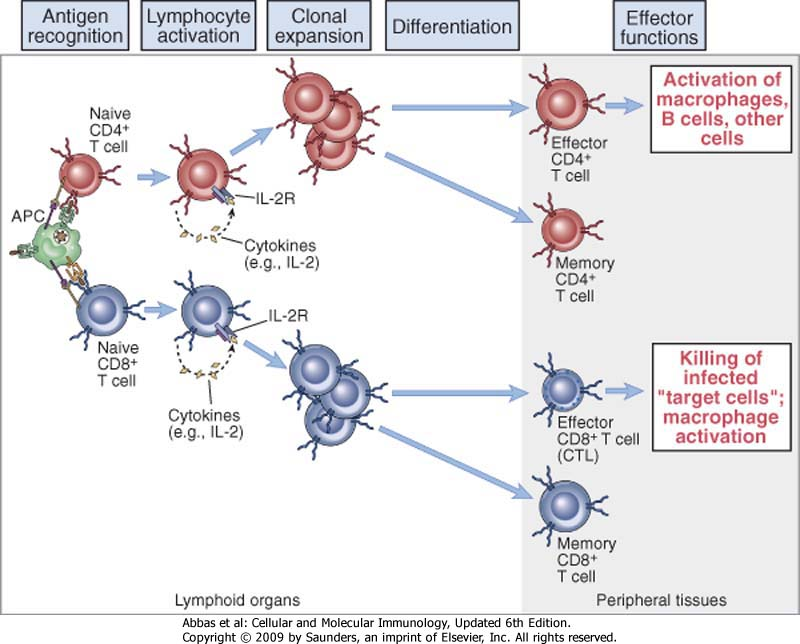 Antigen
recognition
Lymphocyte
activation
Clonal
expansion
Differentiation
Effector
functions
Naive
CD4+
T cell
APC
IL-2R
Cytokines
(e.g., IL-2)
Effector
CD4+
T cell
Activation of
macrophages,
B cells, other
cells
Memory
CD4+
T cell
Naive
CD8+
T cell
IL-2R
Cytokines
(e.g., IL-2)
Effector
CD8+ T cell
(CTL)
Killing of
infected
"target cells";
macrophage
activation
Memory
CD8+
T cell
Lymphoid organs
Peripheral tissues
Abbas et al: Cellular and Molecular Immunology, Updated 6th Edition.
Copyright © 2009 by Saunders, an imprint of Elsevier, Inc. All rights reserved.